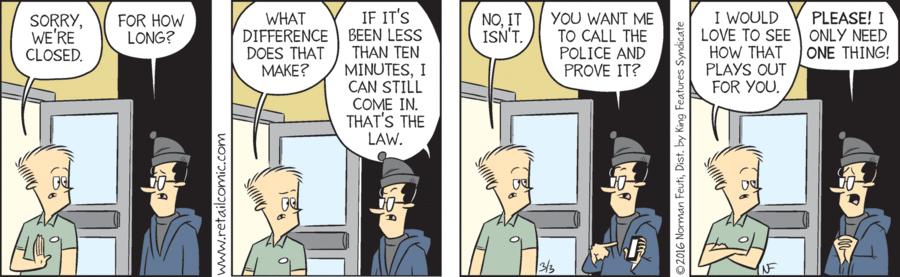 SORRY,
WE'RE
CLOSED.
FOR HOW
LONG?
www.retailcomic.com
WHAT
DIFFERENCE
DOES THAT
MAKE?
IF IT'S
BEEN LESS
THAN TEN
MINUTES, I
CAN STILL
COME IN.
THAT'S THE
LAW.
NO, IT
ISN'T.
YOU WANT ME
TO CALL THE
POLICE AND
PROVE IT?
3/3
©2016 Norman Feuti, Dist. by King Features Syndicate
I WOULD
LOVE TO SEE
HOW THAT
PLAYS OUT
FOR YOU.
PLEASE! I
ONLY NEED
ONE THING!
NF